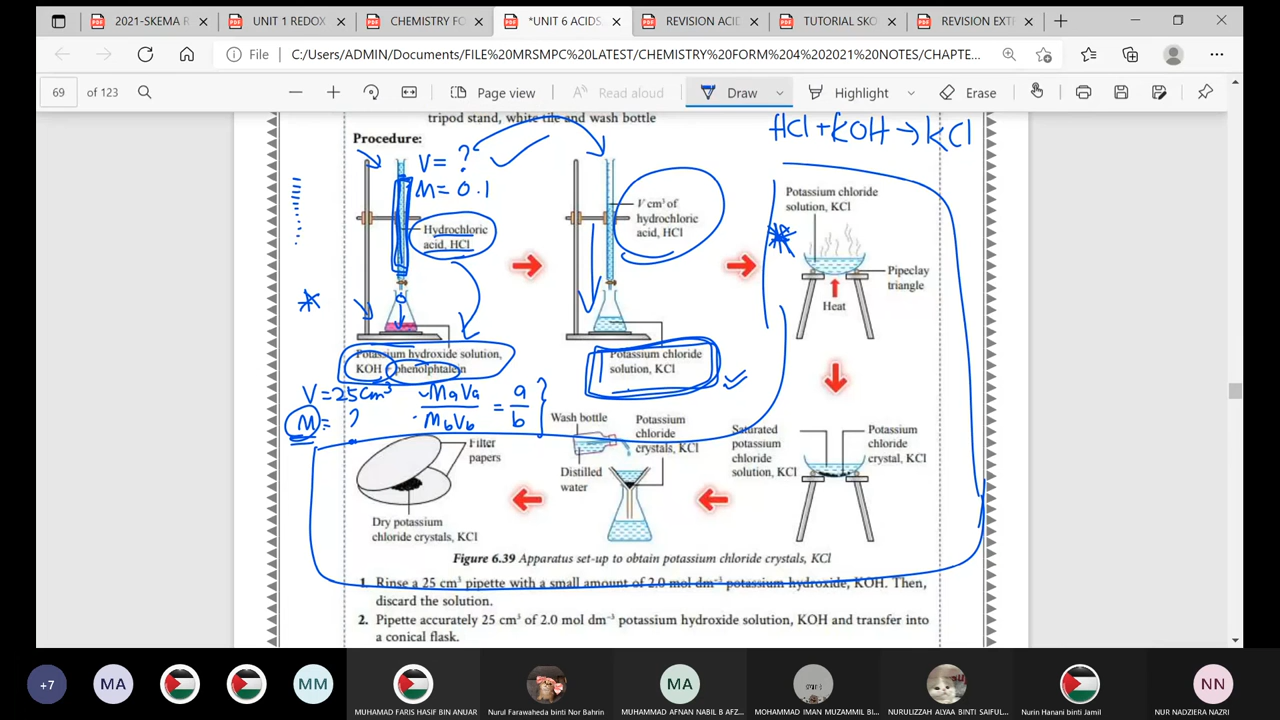 2021-SKEMA R
UNIT 1 REDOX
CHEMISTRY FO
*UNIT 6 ACIDS
REVISION ACID
TUTORIAL SKO
REVISION EXTE
File
C:/Users/ADMIN/Documents/FILE%20MRSMPC%20LATEST/CHEMISTRY%20FORM%204%202021%20NOTES/CHAPTE...
69 of 123
Page view
Read aloud
Draw
Highlight
Erase
tripod stand, white tile and wash bottle
HCl + KOH → KCl
Procedure:
V = ?
M = 0.1
Hydrochloric
acid, HCl
V cm³ of
hydrochloric
acid, HCl
Potassium chloride
solution, KCl
Pipeclay
triangle
Heat
Potassium hydroxide solution,
KOH + phenolphtalein
Potassium chloride
solution, KCl
V = 25cm³
M = ?
MaVa
MbVb
= a
b
Wash bottle
Potassium
chloride
crystals, KCl
Distilled
water
Saturated
potassium
chloride
solution, KCl
Potassium
chloride
crystal, KCl
Filter
papers
Dry potassium
chloride crystals, KCl
Figure 6.39 Apparatus set-up to obtain potassium chloride crystals, KCl
1. Rinse a 25 cm³ pipette with a small amount of 2.0 mol dm⁻³ potassium hydroxide, KOH. Then,
discard the solution.
2. Pipette accurately 25 cm³ of 2.0 mol dm⁻³ potassium hydroxide solution, KOH and transfer into
a conical flask.
+7
MA
MM
MUHAMAD FARIS HASIF BIN ANUAR
Nurul Farawaheda binti Nor Bahrin
MA
MUHAMMAD AFNAN NABIL B AFZ...
MOHAMMAD IMAN MUZAMMIL BI...
NURULIZZAH ALYAA BINTI SAIFUL...
Nurin Hanani binti Jamil
NN
NUR NADZIERA NAZRI